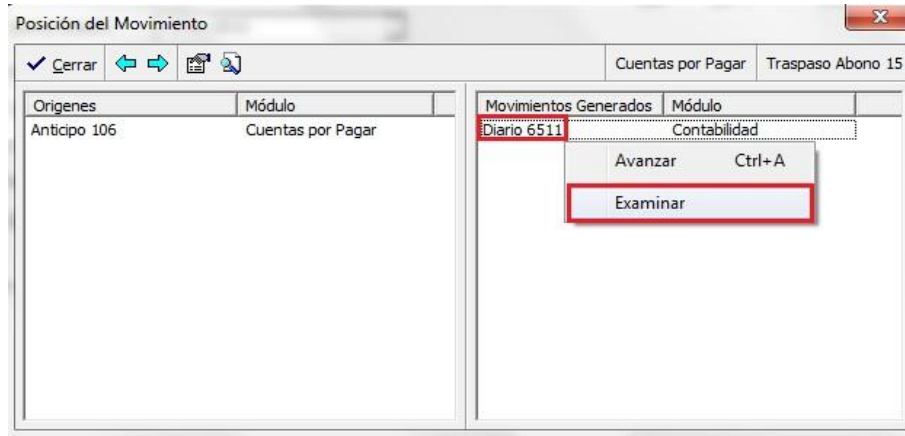 Posición del Movimiento
Cerrar Cuentas por Pagar Traspaso Abono 15
Origenes Módulo Movimientos Generados Módulo
Anticipo 106 Cuentas por Pagar Diario 6511 Contabilidad
Avanzar Ctrl+A
Examinar